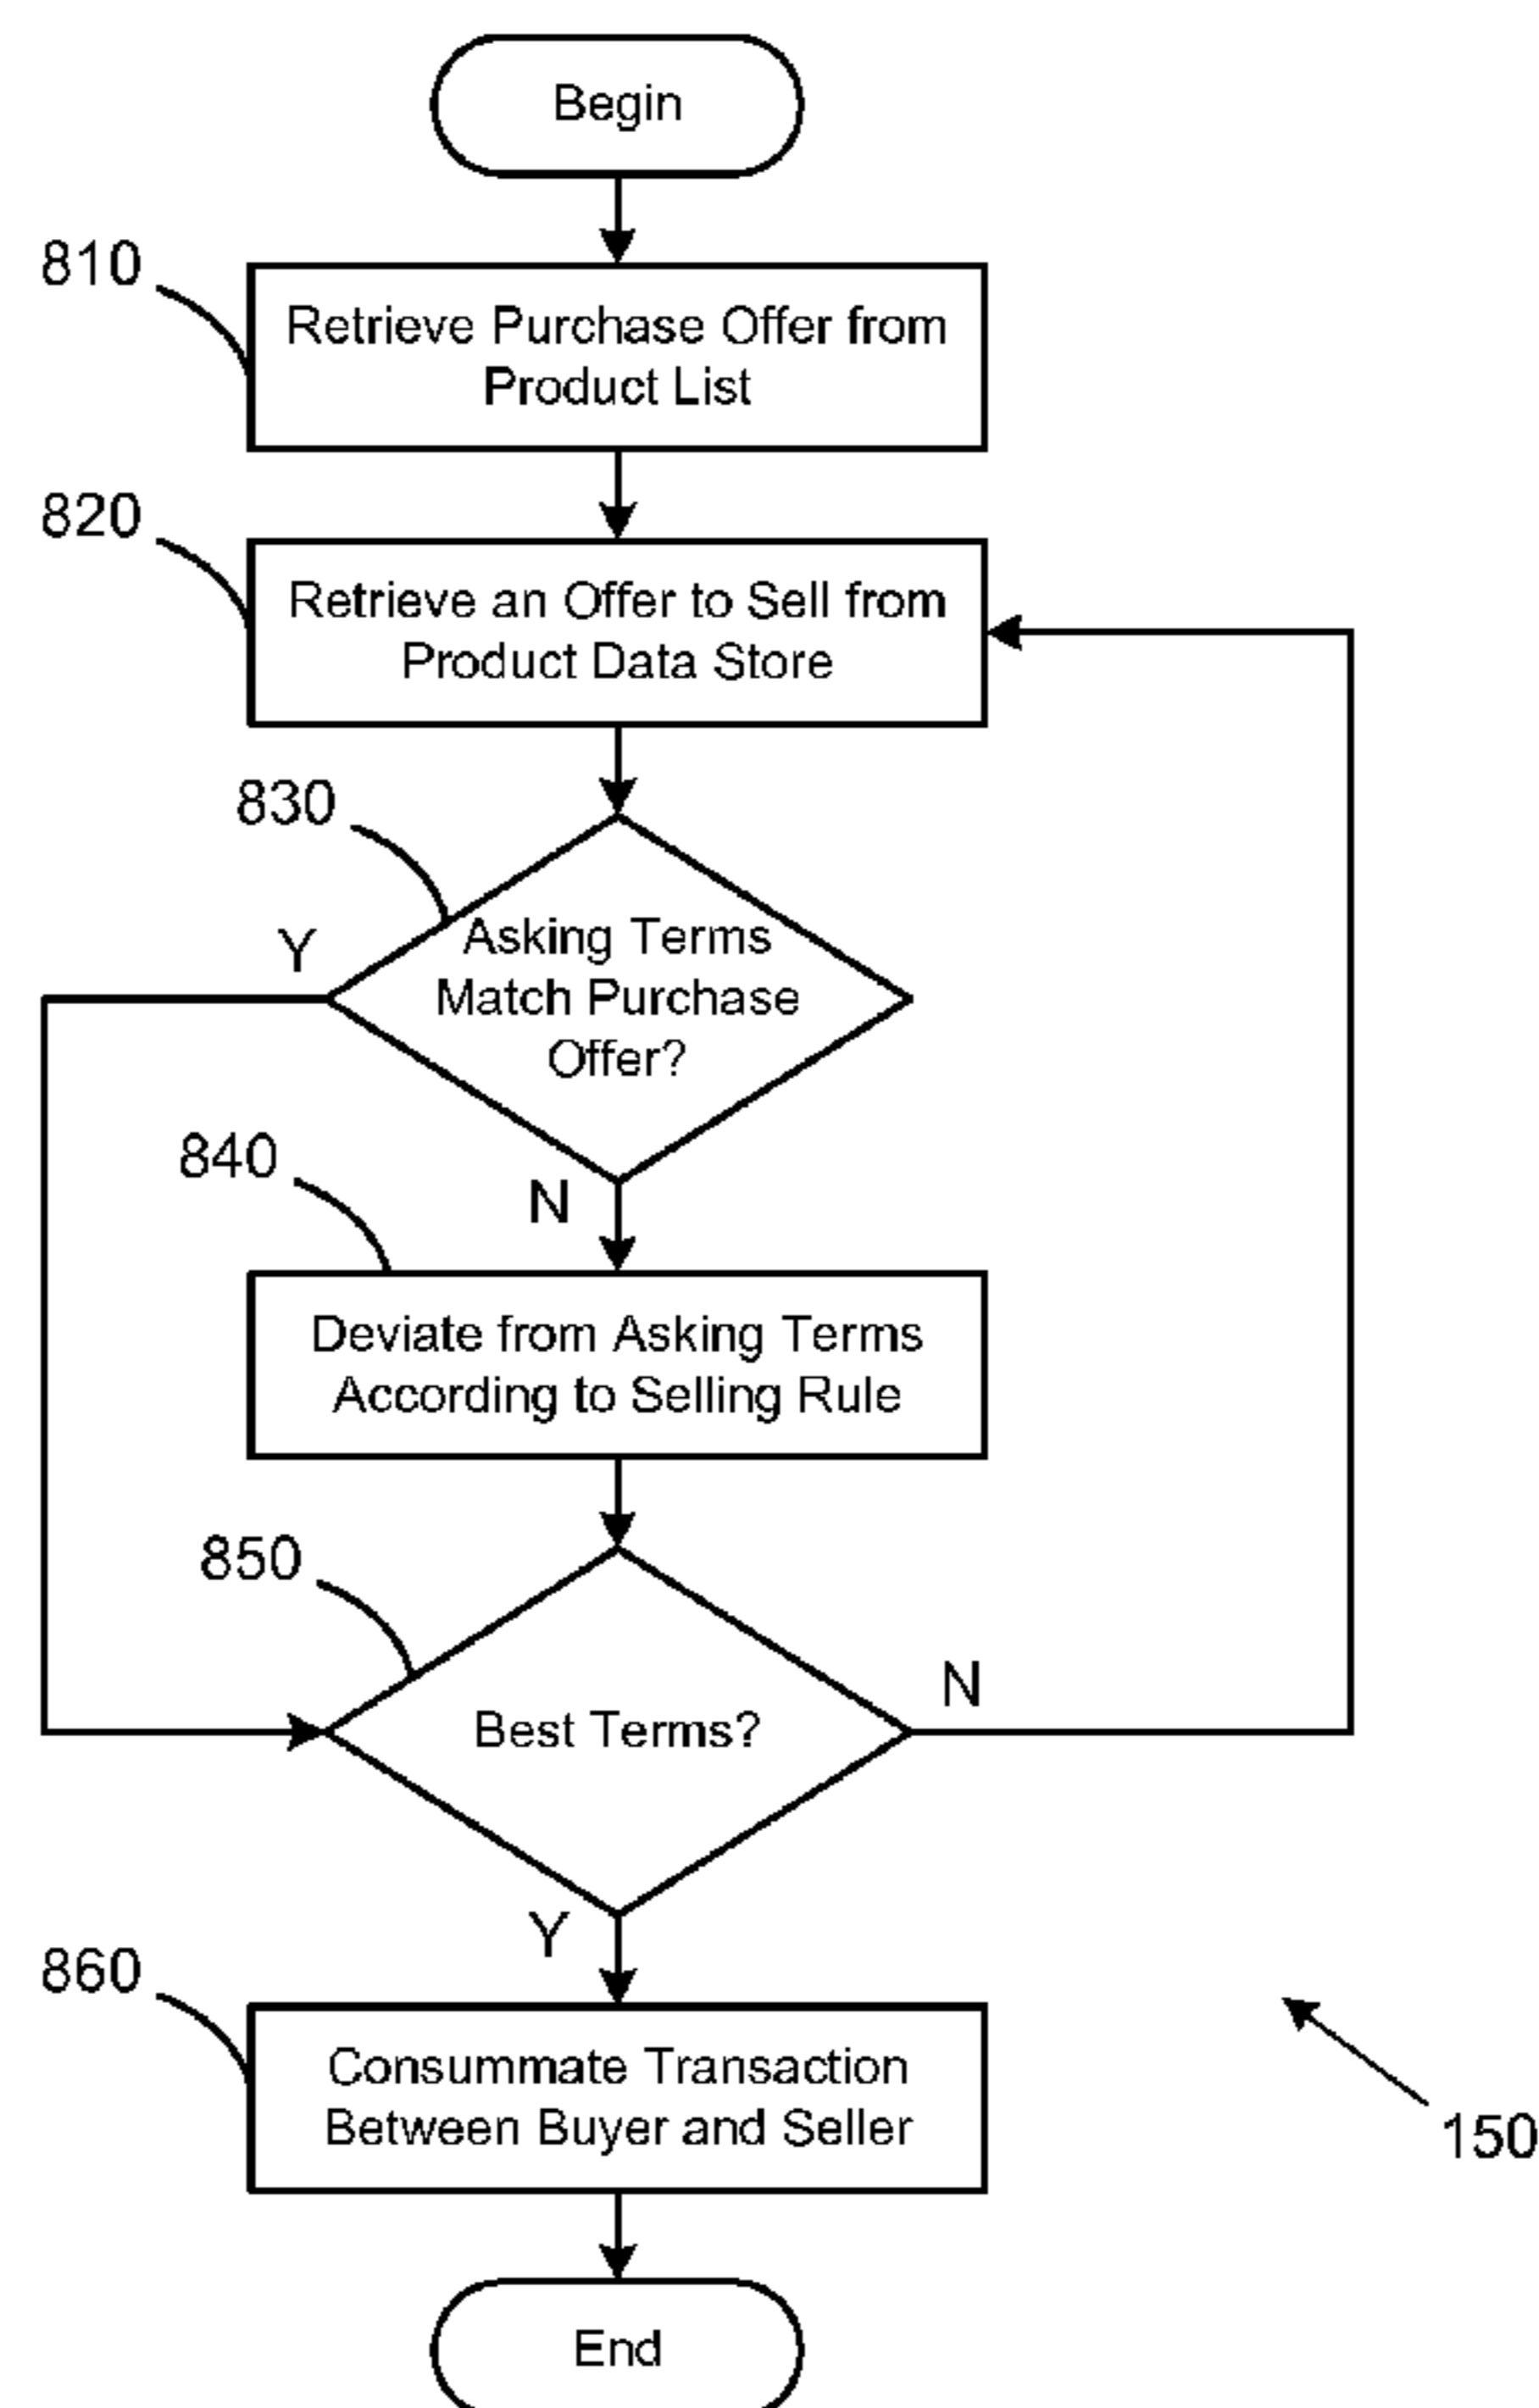 Begin
810
Retrieve Purchase Offer from
Product List
820
Retrieve an Offer to Sell from
Product Data Store
830
Y
Asking Terms
Match Purchase
Offer?
840
N
Deviate from Asking Terms
According to Selling Rule
850
N
Best Terms?
Y
860
Consummate Transaction
Between Buyer and Seller
150
End